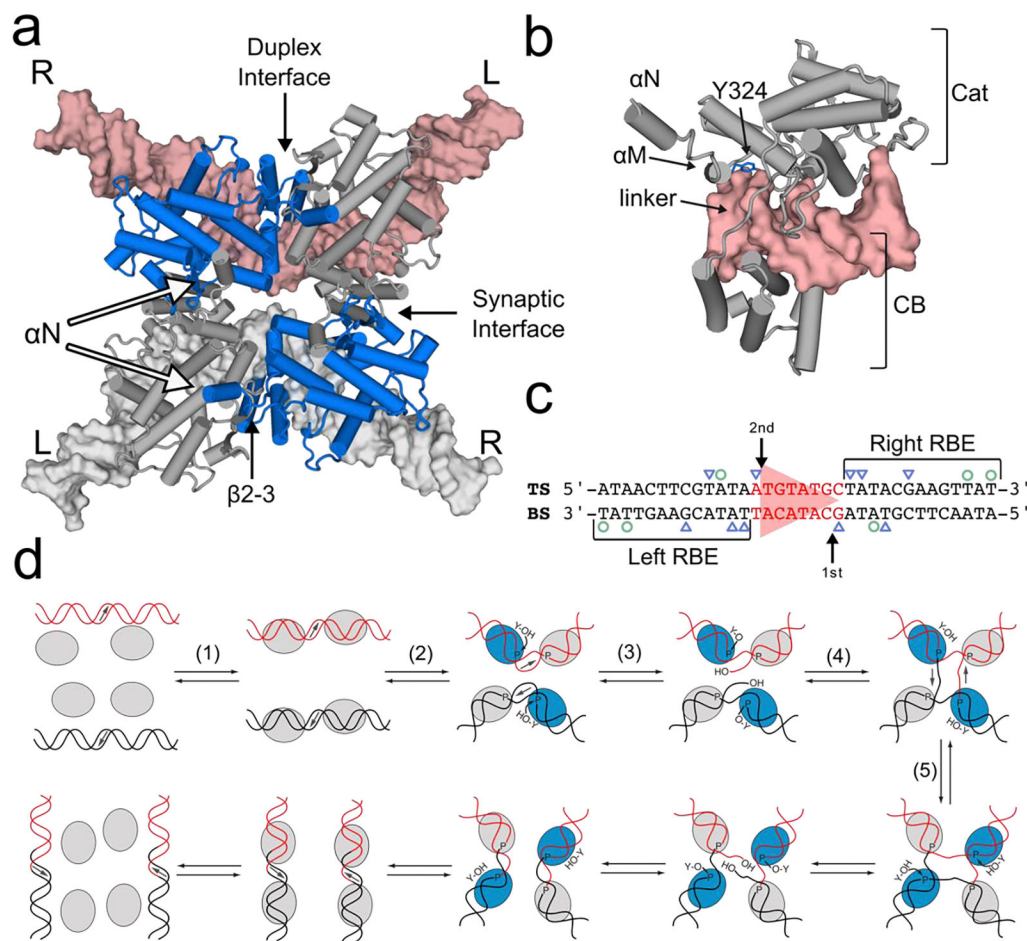 a
R
Duplex
Interface
L
αN
Synaptic
Interface
L
R
β2-3
b
αN
Y324
Cat
αM
linker
CB
c
2nd
Right RBE
TS 5'-ATAACTTCGTATAATGTATGCTATACGAAGTTAT-3'
BS 3'-TATTGAAGCATATTACATACGATATGCTTCAATA-5'
Left RBE
1st
d
(1)
(2)
Y-OH
P
P
P
P
HO-Y
(3)
Y-O
P
P
HO
OH
P
P
O-Y
(4)
Y-OH
P
P
P
P
HO-Y
(5)
P
Y-OH
P
P
HO-Y
P
Y-O
P
P
HO
OH
O-Y
P
P
P
Y-OH
P
P
HO-Y
P